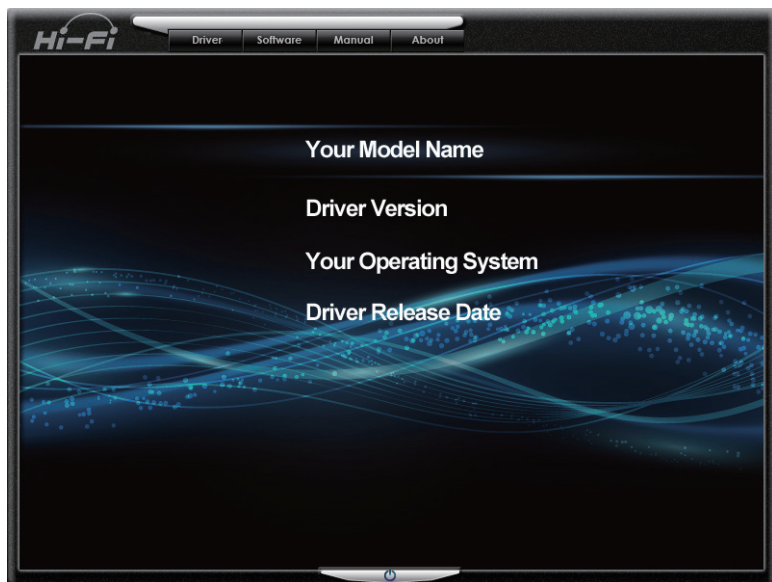 Hi-Fi
Driver Software Manual About
Your Model Name
Driver Version
Your Operating System
Driver Release Date